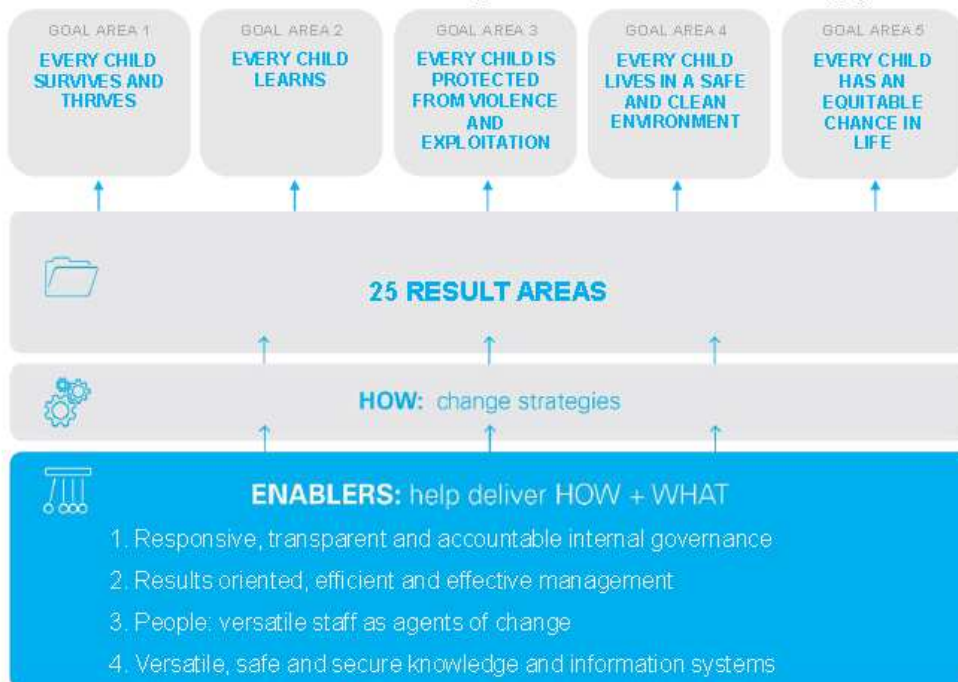 GOAL AREA 1
EVERY CHILD
SURVIVES AND
THRIVES
GOAL AREA 2
EVERY CHILD
LEARNS
GOAL AREA 3
EVERY CHILD IS
PROTECTED
FROM VIOLENCE
AND
EXPLOITATION
GOAL AREA 4
EVERY CHILD
LIVES IN A SAFE
AND CLEAN
ENVIRONMENT
GOAL AREA 5
EVERY CHILD
HAS AN
EQUITABLE
CHANCE IN
LIFE
25 RESULT AREAS
HOW: change strategies
ENABLERS: help deliver HOW + WHAT
1. Responsive, transparent and accountable internal governance
2. Results oriented, efficient and effective management
3. People: versatile staff as agents of change
4. Versatile, safe and secure knowledge and information systems